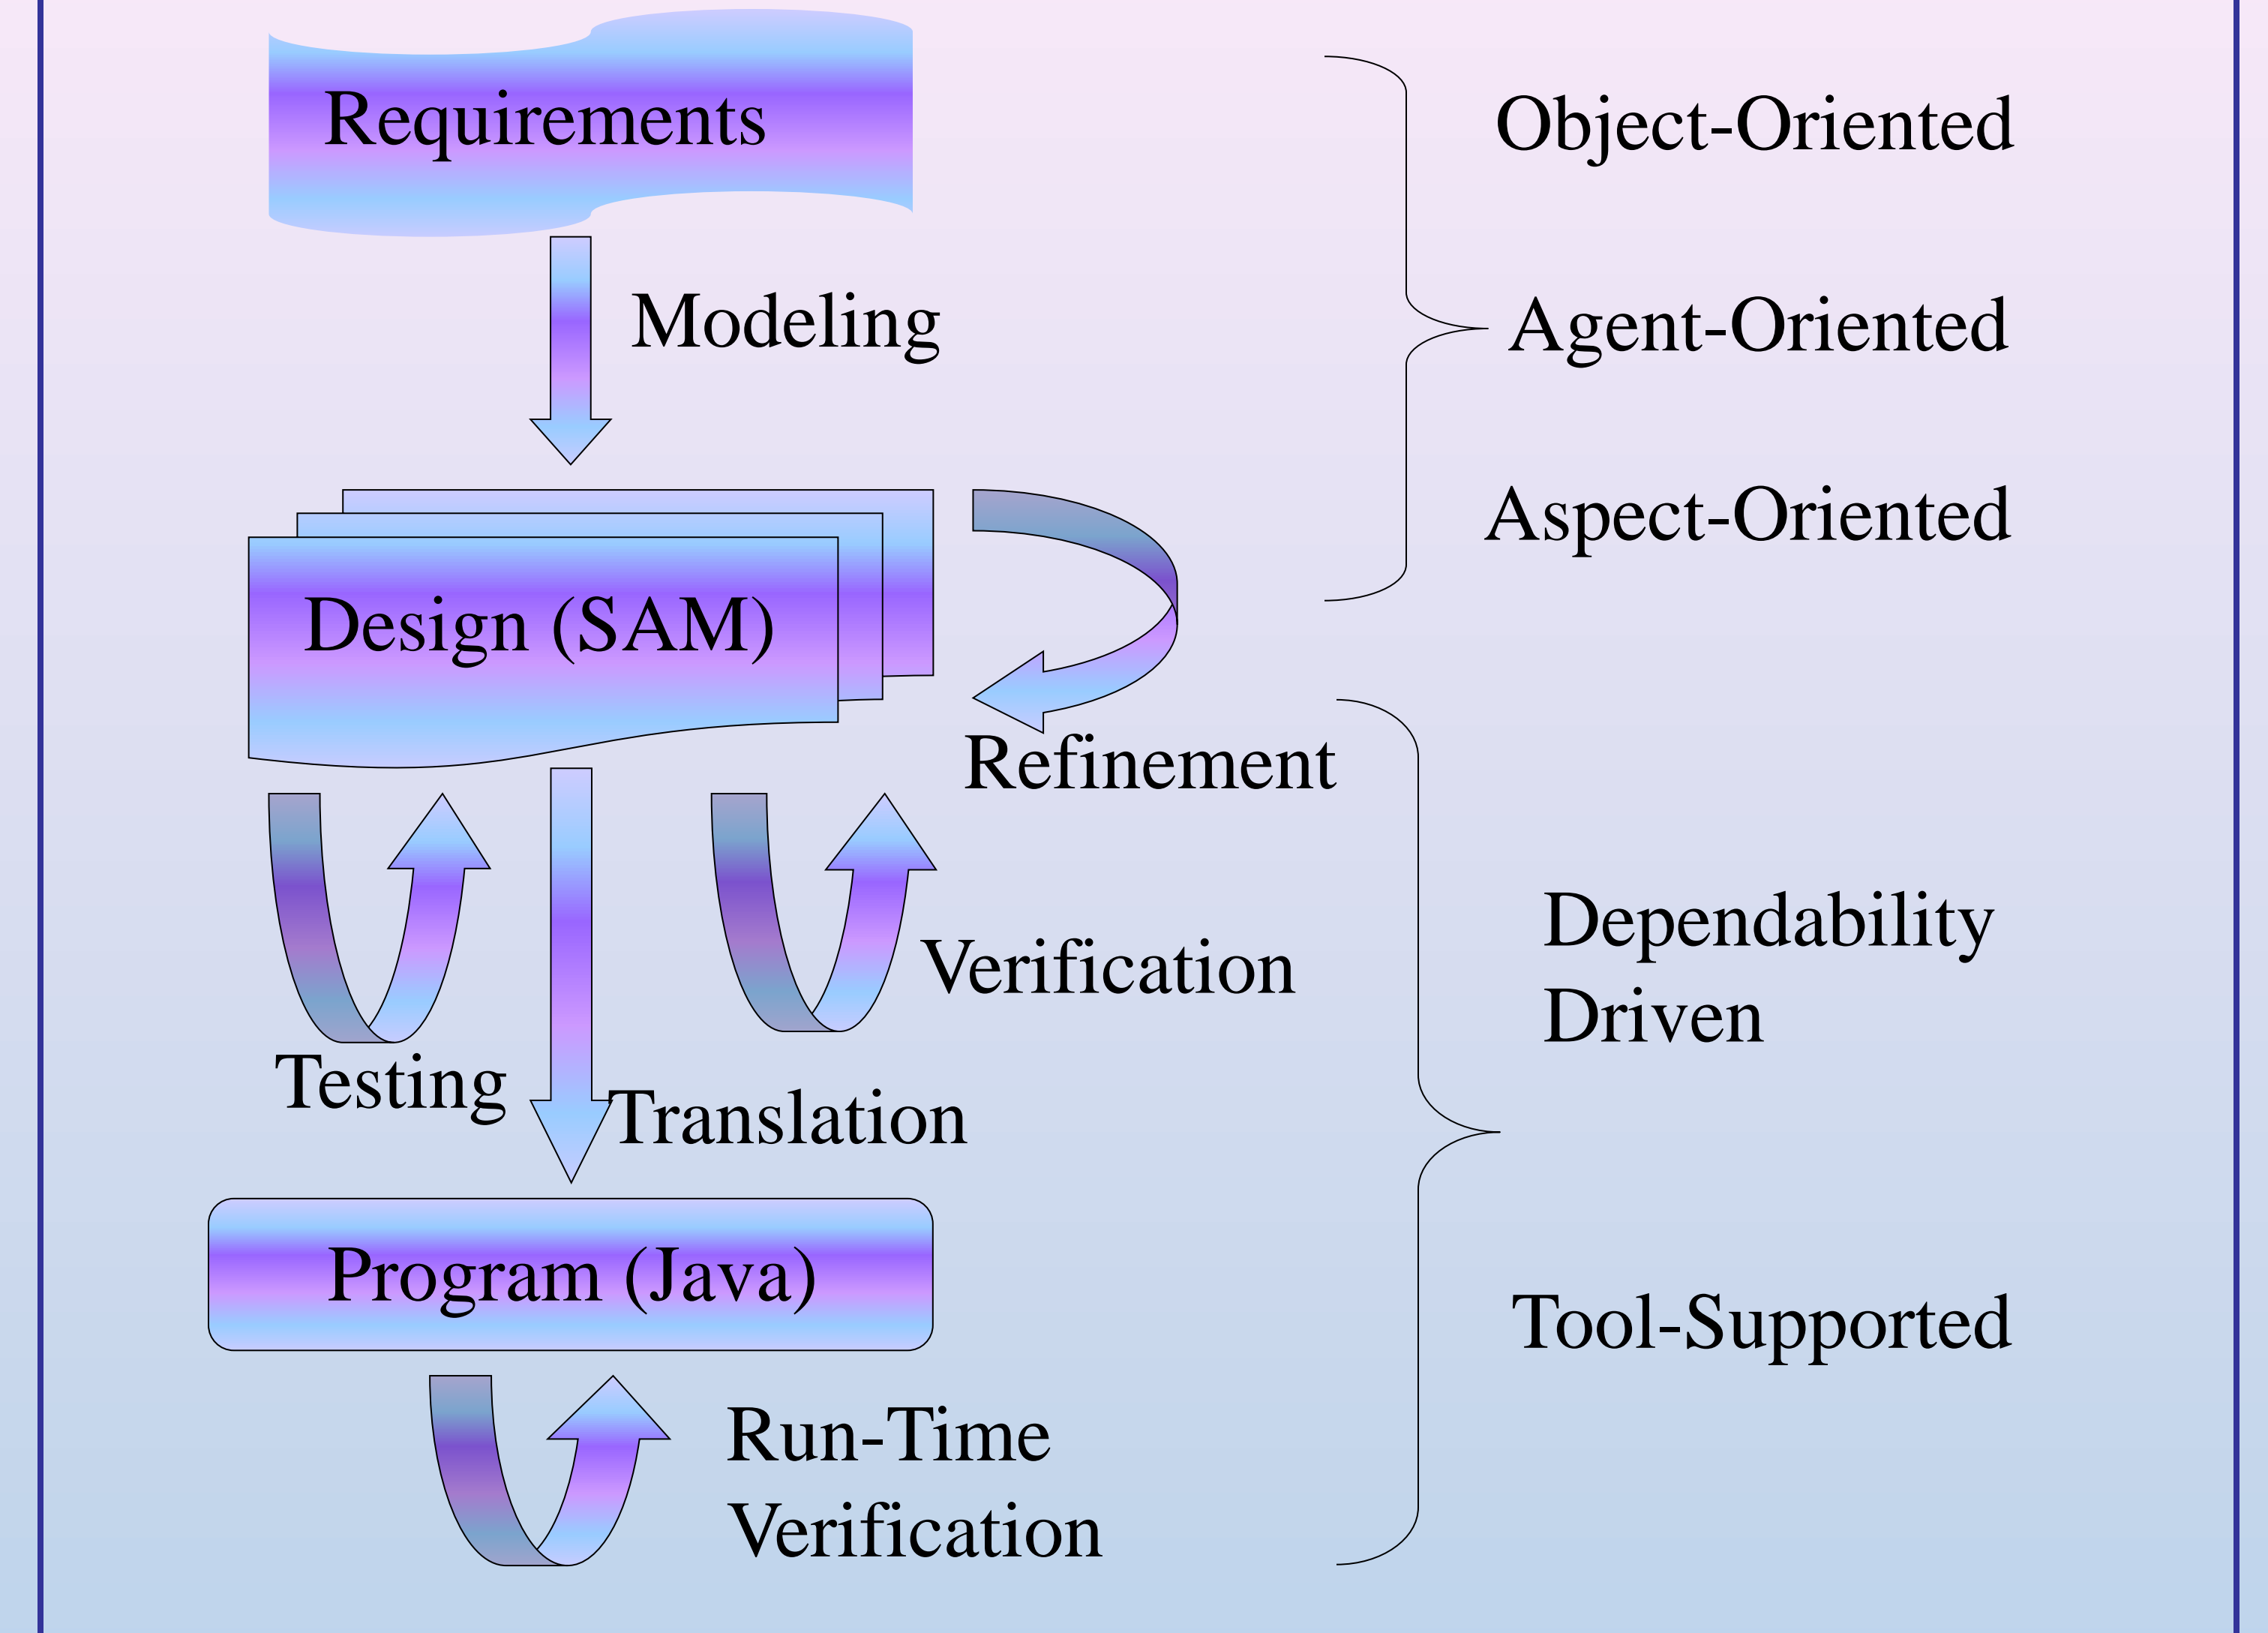 Requirements
Modeling
Design (SAM)
Refinement
Verification
Testing
Translation
Program (Java)
Run-Time
Verification
Object-Oriented
Agent-Oriented
Aspect-Oriented
Dependability
Driven
Tool-Supported